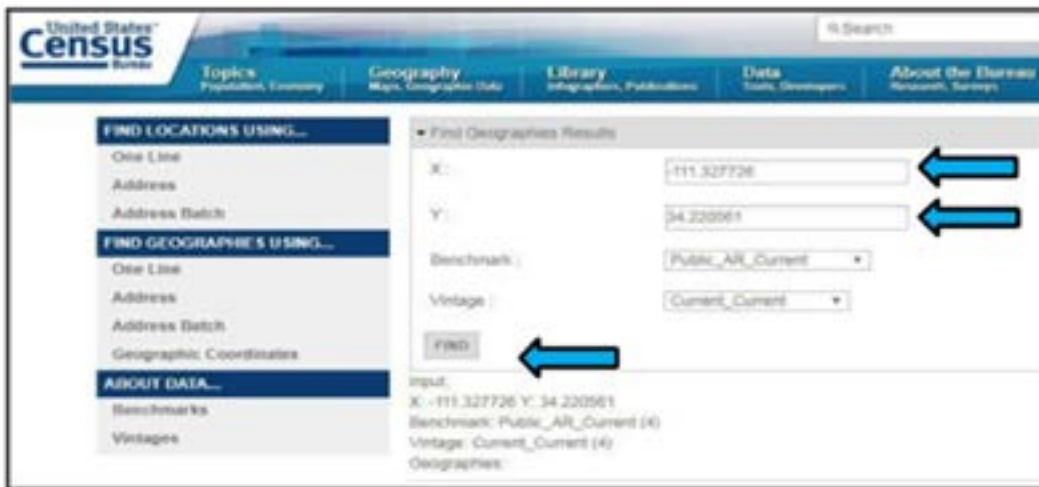 United States™
Census
Bureau
Search
Topics
Population, Economy
Geography
Maps, Geographic Data
Library
Infographics, Publications
Data
Tools, Developers
About the Bureau
Research, Surveys
FIND LOCATIONS USING...
One Line
Address
Address Batch
FIND GEOGRAPHIES USING...
One Line
Address
Address Batch
Geographic Coordinates
ABOUT DATA...
Benchmarks
Vintages
Find Geographies Results
X :
-111.327726
Y :
34.220561
Benchmark :
Public_AR_Current
Vintage :
Current_Current
FIND
Input:
X: -111.327726 Y: 34.220561
Benchmark: Public_AR_Current (4)
Vintage: Current_Current (4)
Geographies: